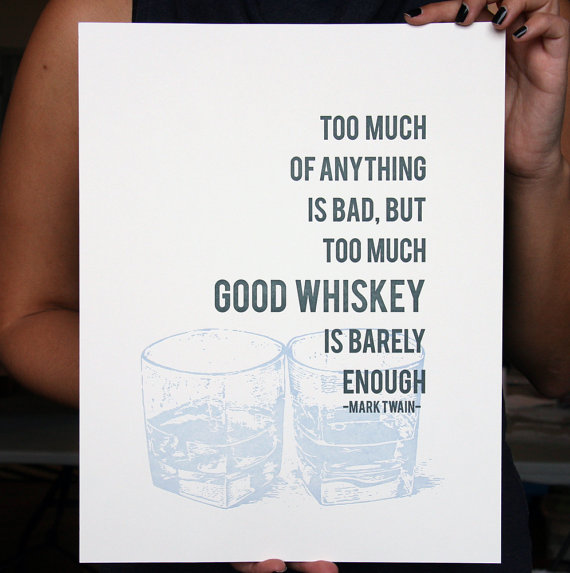 TOO MUCH
OF ANYTHING
IS BAD, BUT
TOO MUCH
GOOD WHISKEY
IS BARELY
ENOUGH
-MARK TWAIN-